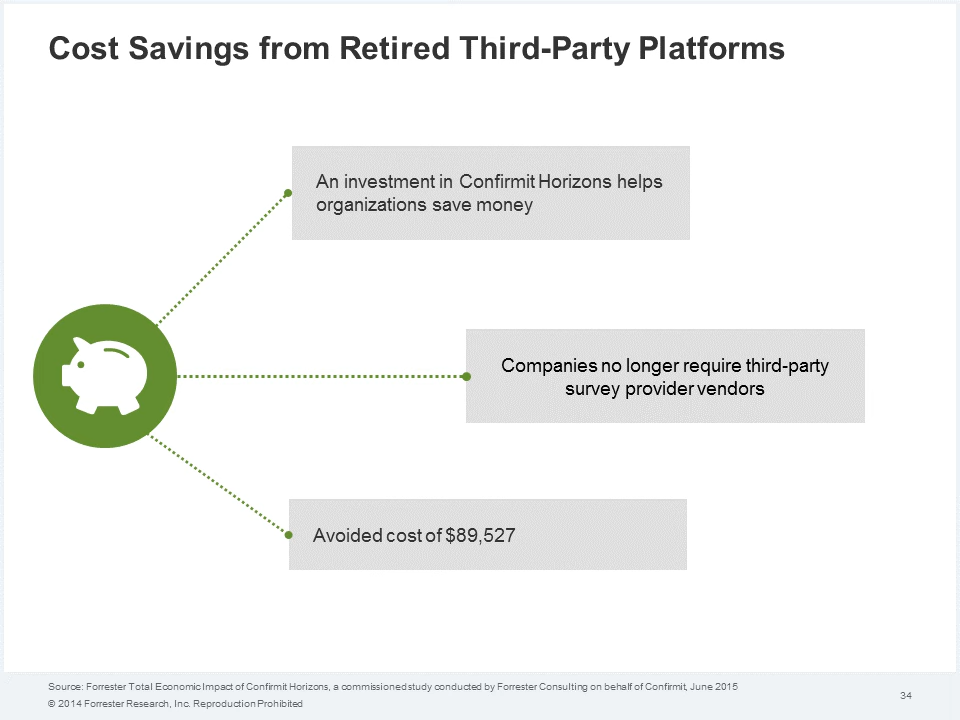 Cost Savings from Retired Third-Party Platforms
An investment in Confirmit Horizons helps
organizations save money
Companies no longer require third-party
survey provider vendors
Avoided cost of $89,527
Source: Forrester Total Economic Impact of Confirmit Horizons, a commissioned study conducted by Forrester Consulting on behalf of Confirmit, June 2015
© 2014 Forrester Research, Inc. Reproduction Prohibited
34